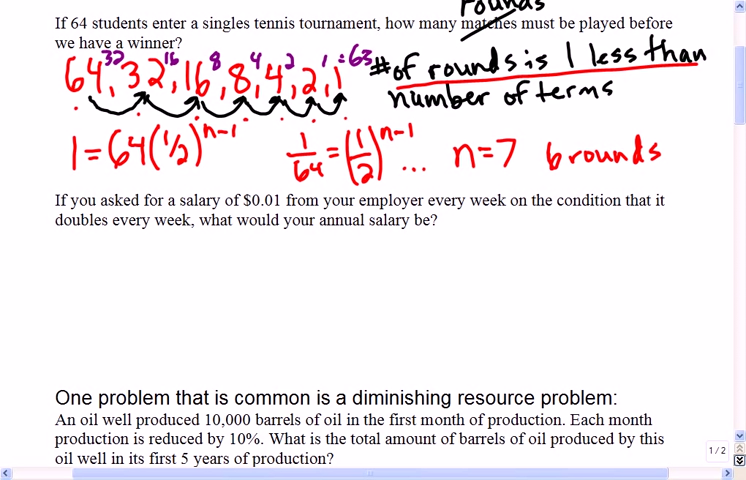 rounds
If 64 students enter a singles tennis tournament, how many matches must be played before
we have a winner?
32 16 8 4 2 1 = 63
64, 32, 16, 8, 4, 2, 1 # of rounds is 1 less than
number of terms
1 = 64(1/2)^n-1 1/64 = (1/2)^n-1 ... n = 7 6 rounds
If you asked for a salary of $0.01 from your employer every week on the condition that it
doubles every week, what would your annual salary be?
One problem that is common is a diminishing resource problem:
An oil well produced 10,000 barrels of oil in the first month of production. Each month
production is reduced by 10%. What is the total amount of barrels of oil produced by this
oil well in its first 5 years of production?
1 / 2